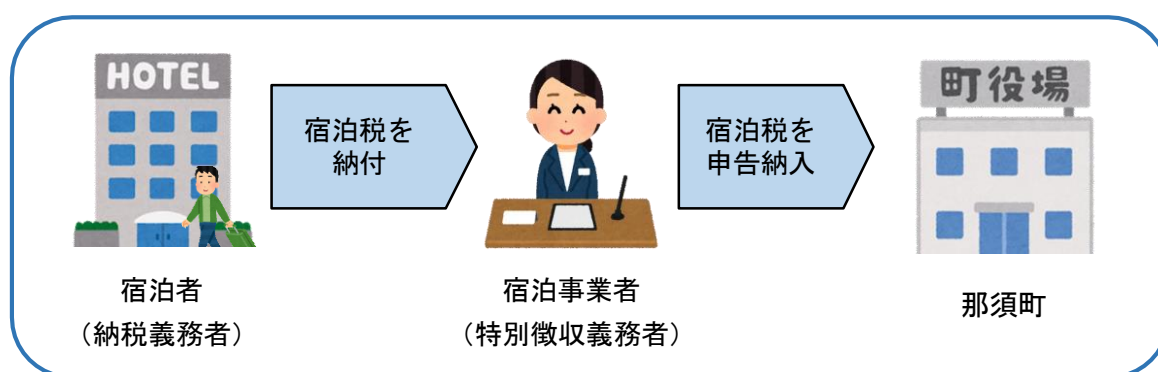 HOTEL
宿泊税を
納付
宿泊税を
申告納入
町役場
宿泊者
（納税義務者）
宿泊事業者
（特別徴収義務者）
那須町